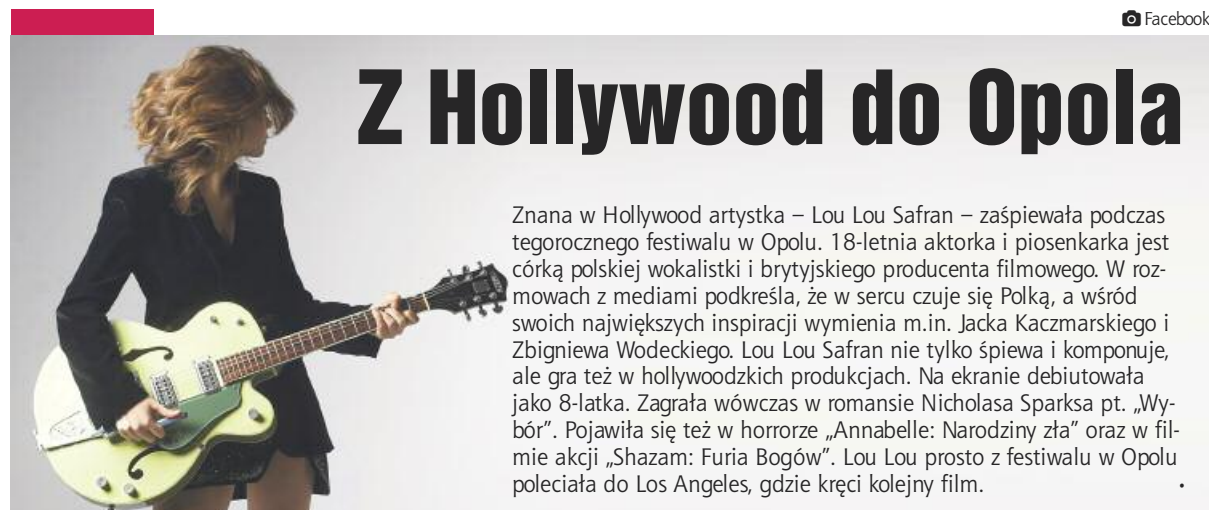 Facebook
Z Hollywood do Opola
Znana w Hollywood artystka – Lou Lou Safran – zaśpiewała podczas
tegorocznego festiwalu w Opolu. 18-letnia aktorka i piosenkarka jest
córką polskiej wokalistki i brytyjskiego producenta filmowego. W roz-
mowach z mediami podkreśla, że w sercu czuje się Polką, a wśród
swoich największych inspiracji wymienia m.in. Jacka Kaczmarskiego i
Zbigniewa Wodeckiego. Lou Lou Safran nie tylko śpiewa i komponuje,
ale gra też w hollywoodzkich produkcjach. Na ekranie debiutowała
jako 8-latka. Zagrała wówczas w romansie Nicholasa Sparksa pt. „Wy-
bór”. Pojawiła się też w horrorze „Annabelle: Narodziny zła” oraz w fil-
mie akcji „Shazam: Furia Bogów”. Lou Lou prosto z festiwalu w Opolu
poleciała do Los Angeles, gdzie kręci kolejny film.